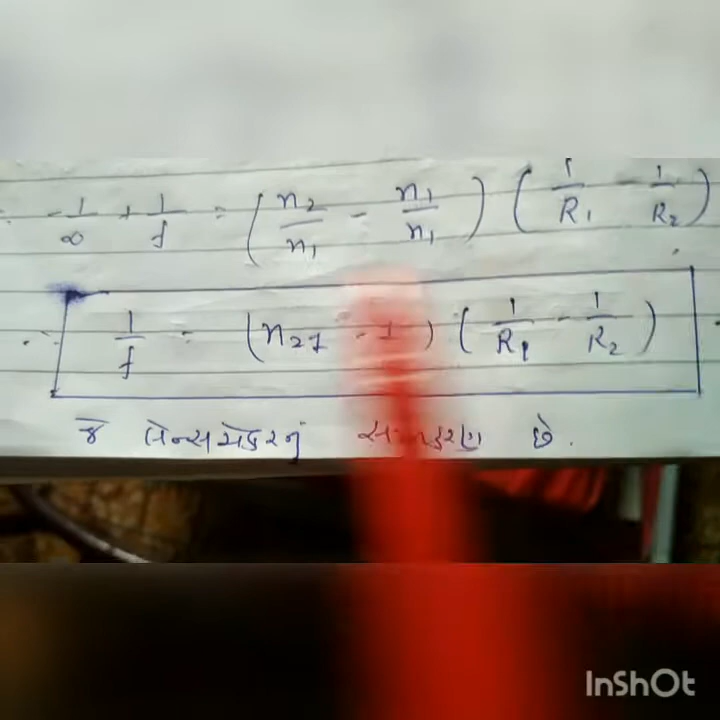 - 1/∞ + 1/f = (n₂/n₁ - n₁/n₁) (1/R₁ - 1/R₂)
∴ 1/f = (n₂₁ - 1) (1/R₁ - 1/R₂)
જે લેન્સમેકરનું સમીકરણ છે.
InShOt